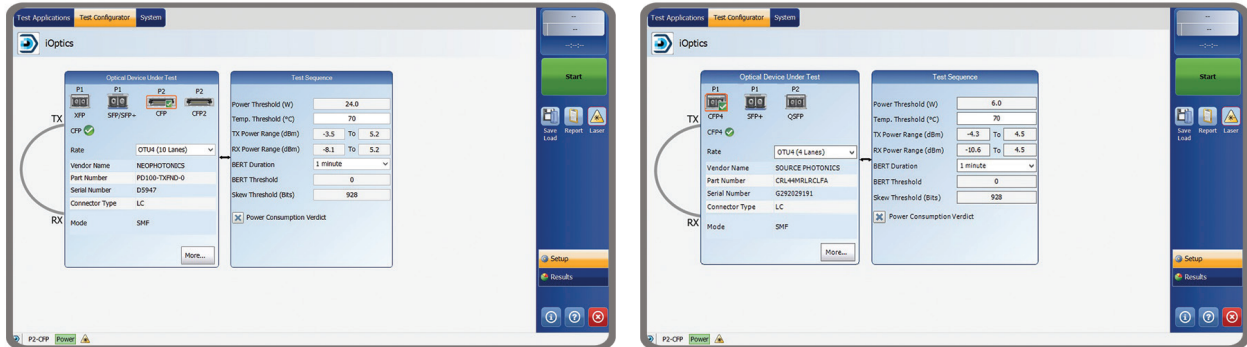 Test Applications Test Configurator System
--
--
--:--:--
iOptics
Optical Device Under Test
P1 P1 P2 P2
XFP SFP/SFP+ CFP CFP2
TX
CFP
Rate OTU4 (10 Lanes)
Vendor Name NEOPHOTONICS
Part Number PD100-TXFND-0
Serial Number D5947
Connector Type LC
RX
Mode SMF
More...
Test Sequence
Power Threshold (W) 24.0
Temp. Threshold (ºC) 70
TX Power Range (dBm) -3.5 To 5.2
RX Power Range (dBm) -8.1 To 5.2
BERT Duration 1 minute
BERT Threshold 0
Skew Threshold (Bits) 928
Power Consumption Verdict
Start
Save
Load
Report Laser
Setup
Results
P2-CFP Power
Test Applications Test Configurator System
--
--
--:--:--
iOptics
Optical Device Under Test
P1 P1 P2
CFP4 SFP+ QSFP
TX
CFP4
Rate OTU4 (4 Lanes)
Vendor Name SOURCE PHOTONICS
Part Number CRL44MRLRCLFA
Serial Number G292029191
Connector Type LC
RX
Mode SMF
More...
Test Sequence
Power Threshold (W) 6.0
Temp. Threshold (ºC) 70
TX Power Range (dBm) -4.3 To 4.5
RX Power Range (dBm) -10.6 To 4.5
BERT Duration 1 minute
BERT Threshold 0
Skew Threshold (Bits) 928
Power Consumption Verdict
Start
Save
Load
Report Laser
Setup
Results
P2-CFP Power